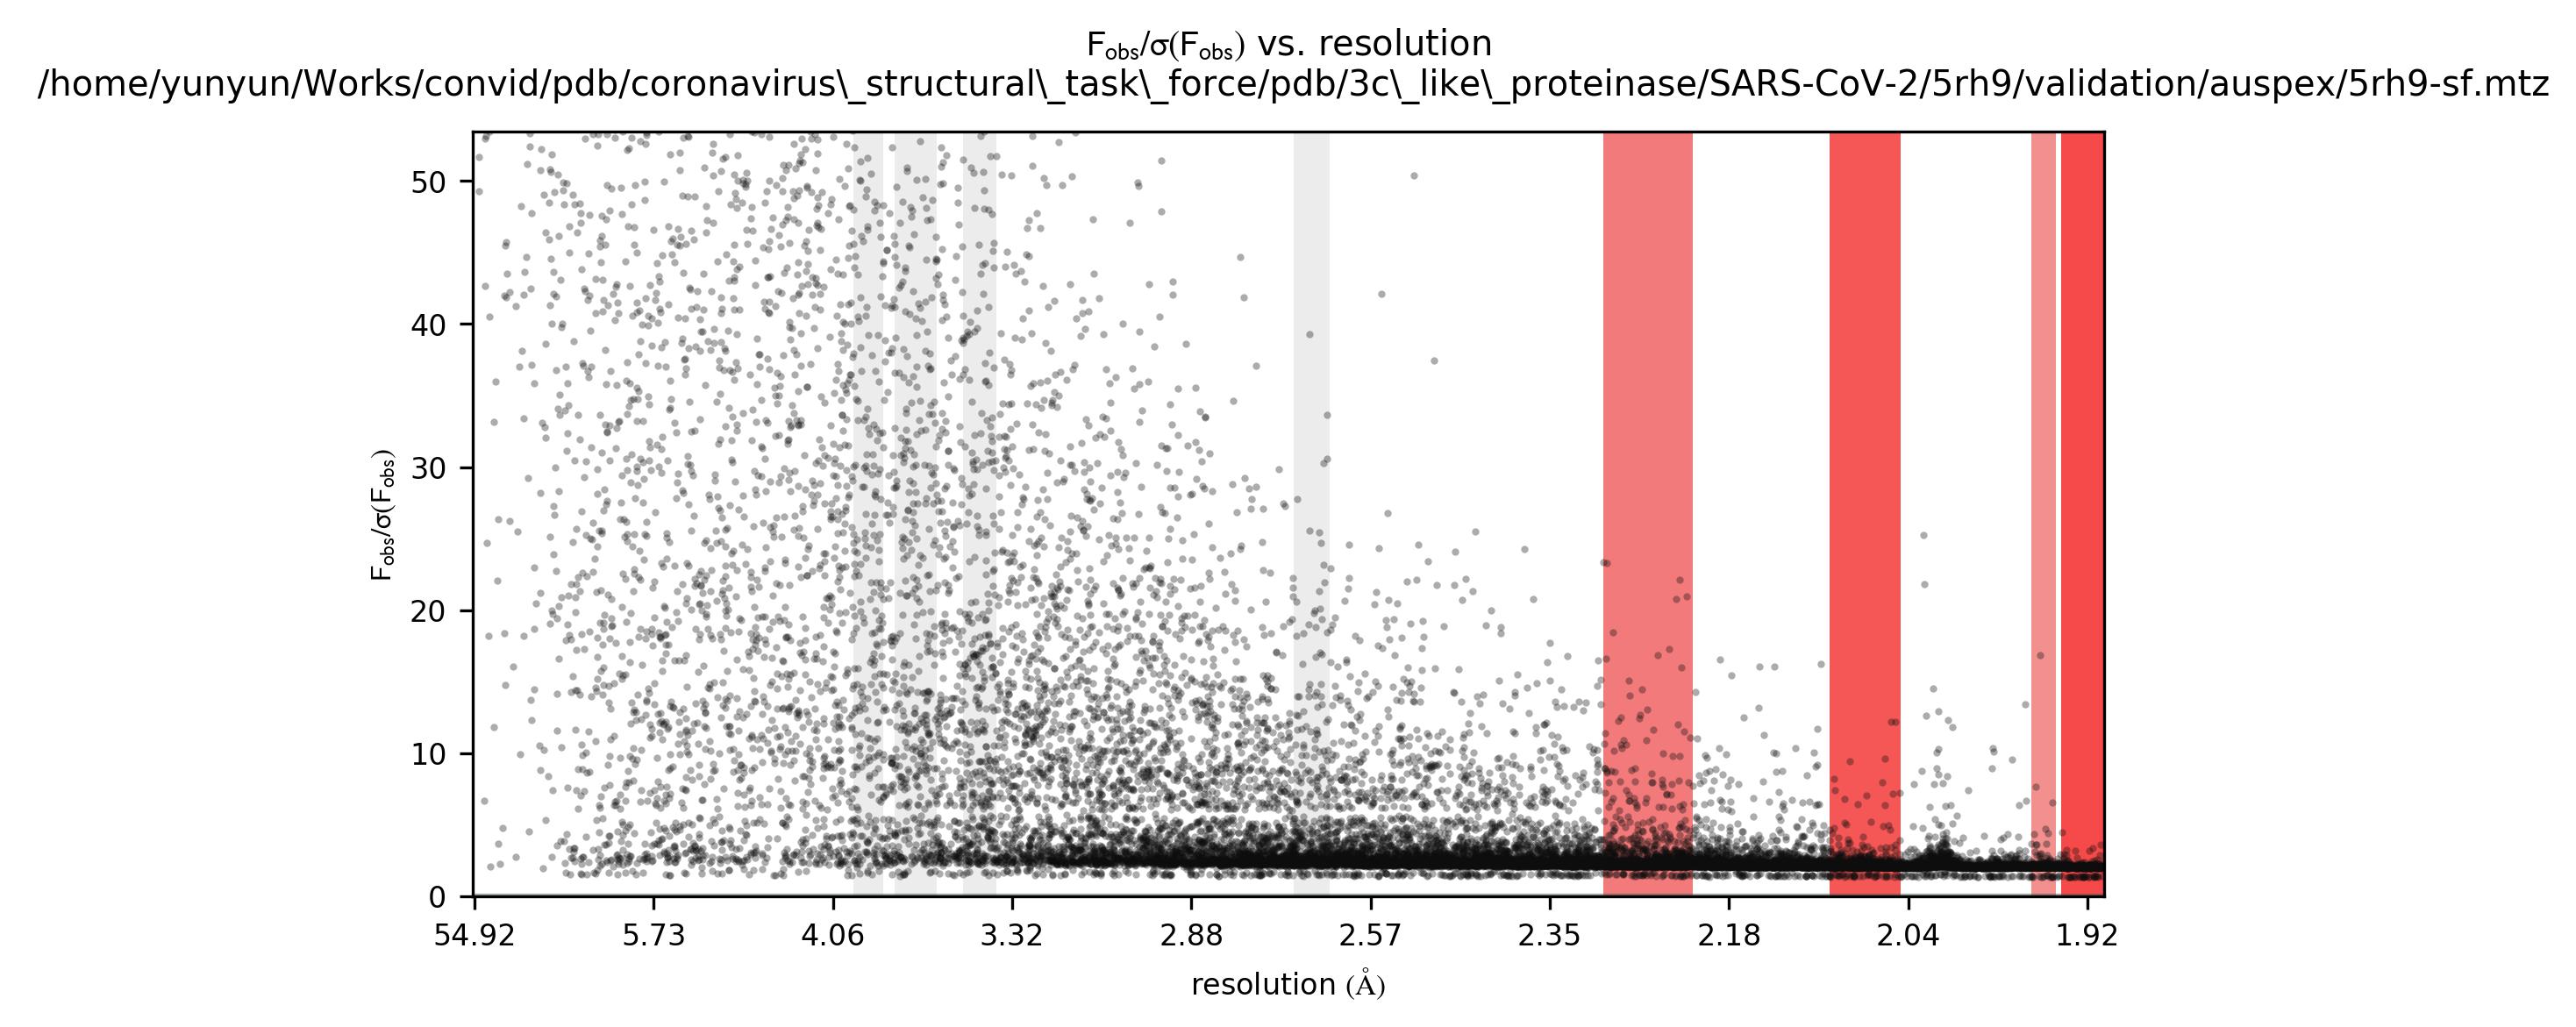 Fobs/σ(Fobs) vs. resolution
/home/yunyun/Works/convid/pdb/coronavirus\_structural\_task\_force/pdb/3c\_like\_proteinase/SARS-CoV-2/5rh9/validation/auspex/5rh9-sf.mtz
Fobs/σ(Fobs)
50
40
30
20
10
0
54.92 5.73 4.06 3.32 2.88 2.57 2.35 2.18 2.04 1.92
resolution (Å)